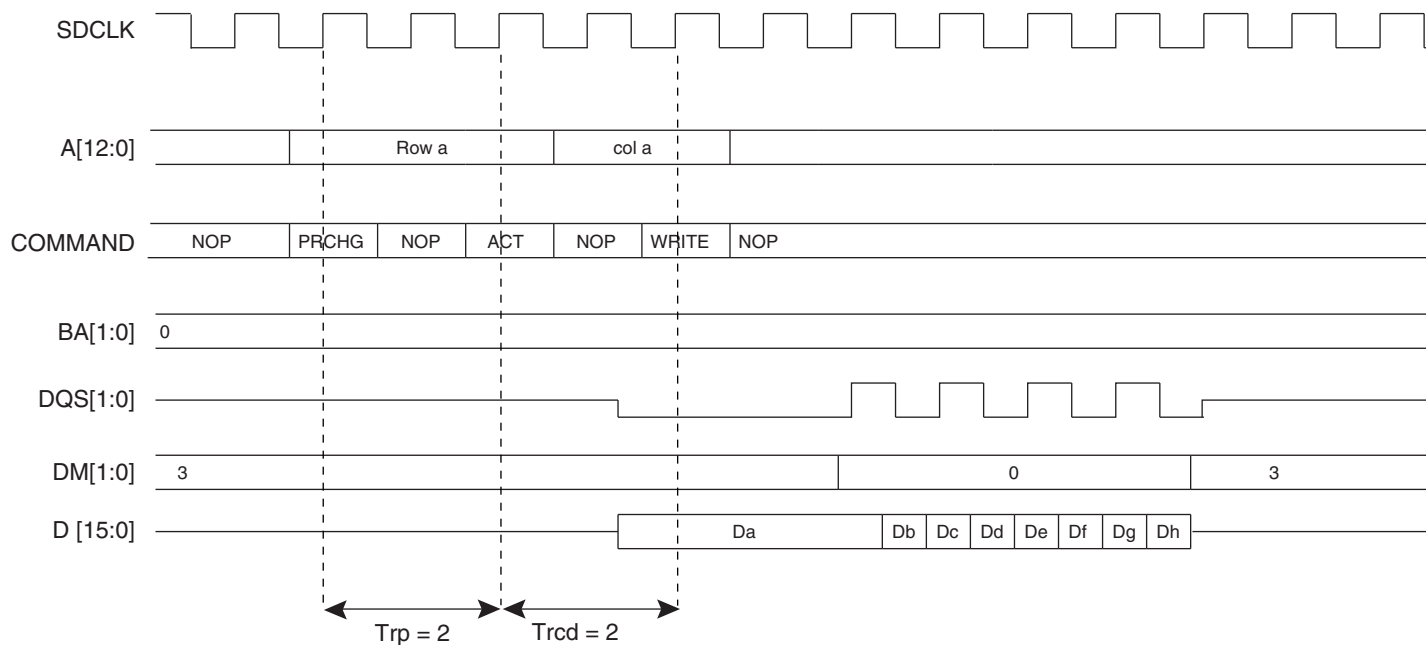 SDCLK
A[12:0] Row a col a
COMMAND NOP PRCHG NOP ACT NOP WRITE NOP
BA[1:0] 0
DQS[1:0]
DM[1:0] 3 0 3
D [15:0] Da Db Dc Dd De Df Dg Dh
Trp = 2 Trcd = 2